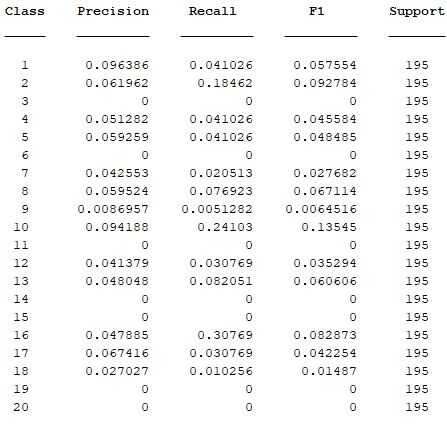 Class Precision Recall F1 Support
1 0.096386 0.041026 0.057554 195
2 0.061962 0.18462 0.092784 195
3 0 0 0 195
4 0.051282 0.041026 0.045584 195
5 0.059259 0.041026 0.048485 195
6 0 0 0 195
7 0.042553 0.020513 0.027682 195
8 0.059524 0.076923 0.067114 195
9 0.0086957 0.0051282 0.0064516 195
10 0.094188 0.24103 0.13545 195
11 0 0 0 195
12 0.041379 0.030769 0.035294 195
13 0.048048 0.082051 0.060606 195
14 0 0 0 195
15 0 0 0 195
16 0.047885 0.30769 0.082873 195
17 0.067416 0.030769 0.042254 195
18 0.027027 0.010256 0.01487 195
19 0 0 0 195
20 0 0 0 195